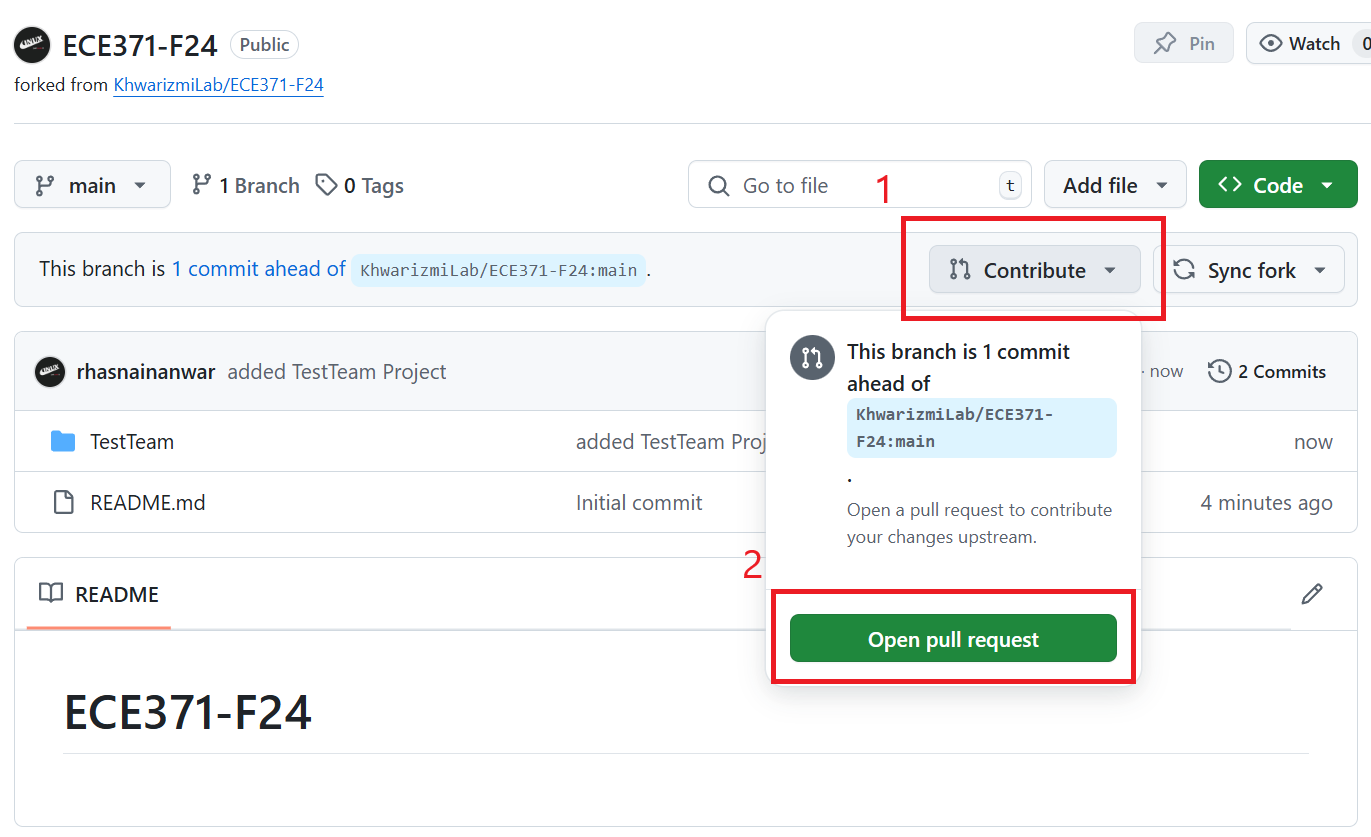 ECE371-F24 Public Pin Watch 0
forked from KhwarizmiLab/ECE371-F24
main 1 Branch 0 Tags Go to file 1 t Add file Code
This branch is 1 commit ahead of KhwarizmiLab/ECE371-F24:main . Contribute Sync fork
rhasnainanwar added TestTeam Project · now 2 Commits
TestTeam added TestTeam Proj now
README.md Initial commit 4 minutes ago
This branch is 1 commit
ahead of
KhwarizmiLab/ECE371-
F24:main
.
Open a pull request to contribute
your changes upstream.
2
Open pull request
README
ECE371-F24